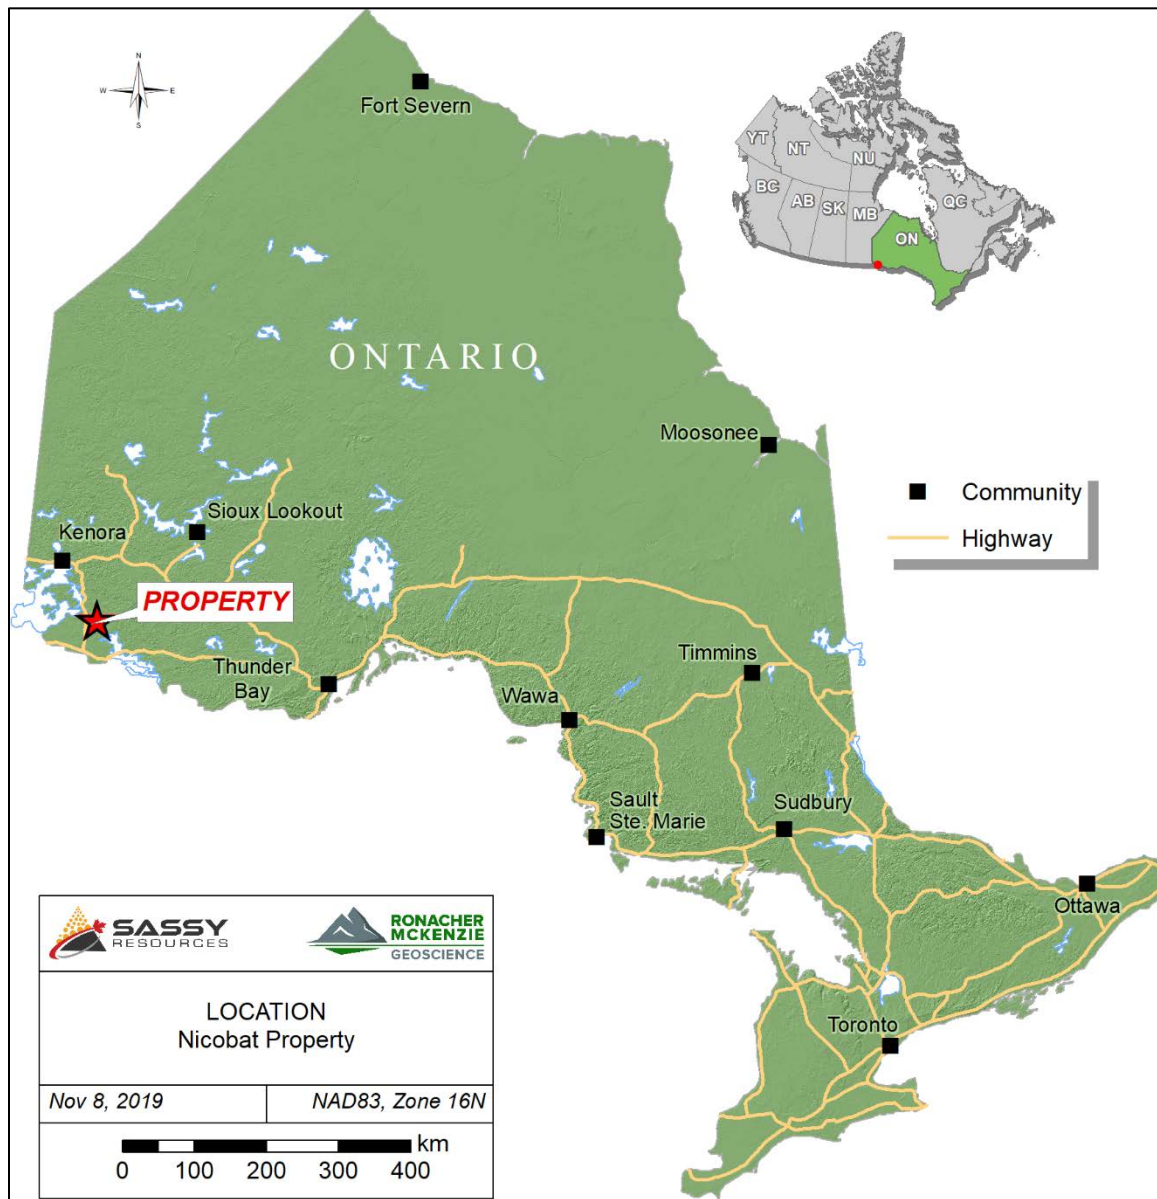 N
W E
S
Fort Severn
YT
NT
NU
BC
AB
SK
MB
QC
ON
ONTARIO
Moosonee
Community
Highway
Sioux Lookout
Kenora
PROPERTY
Thunder
Bay
Timmins
Wawa
Sault
Ste. Marie
Sudbury
Ottawa
Toronto
SASSY
RESOURCES
RONACHER
MCKENZIE
GEOSCIENCE
LOCATION
Nicobat Property
Nov 8, 2019
NAD83, Zone 16N
km
0 100 200 300 400